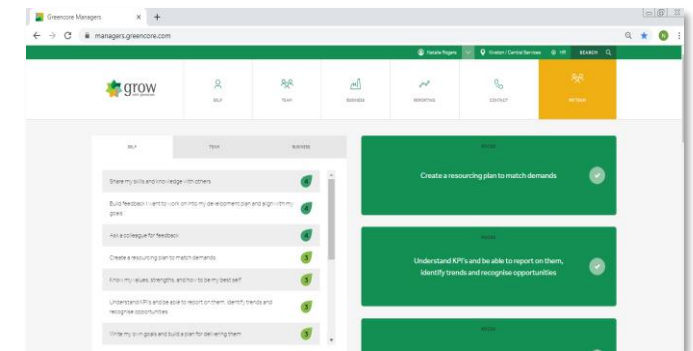 Greencore Managers
managers.greencore.com
Natalie Rogers
HR
SEARCH
grow
SELF
TEAM
BUSINESS
REPORTING
CONTACT
MY TEAM
SELF
TEAM
BUSINESS
Share my skills and knowledge with others
4
Build feedback I want to work on into my development plan and align with my
goals
4
Ask a colleague for feedback
4
Create a resourcing plan to match demands
3
Know my values, strengths, and how to be my best self
3
Understand KPI's and be able to report on them, identify trends and
recognise opportunities
3
Write my own goals and build a plan for delivering them
3
Create a resourcing plan to match demands
Understand KPI's and be able to report on them,
identify trends and recognise opportunities